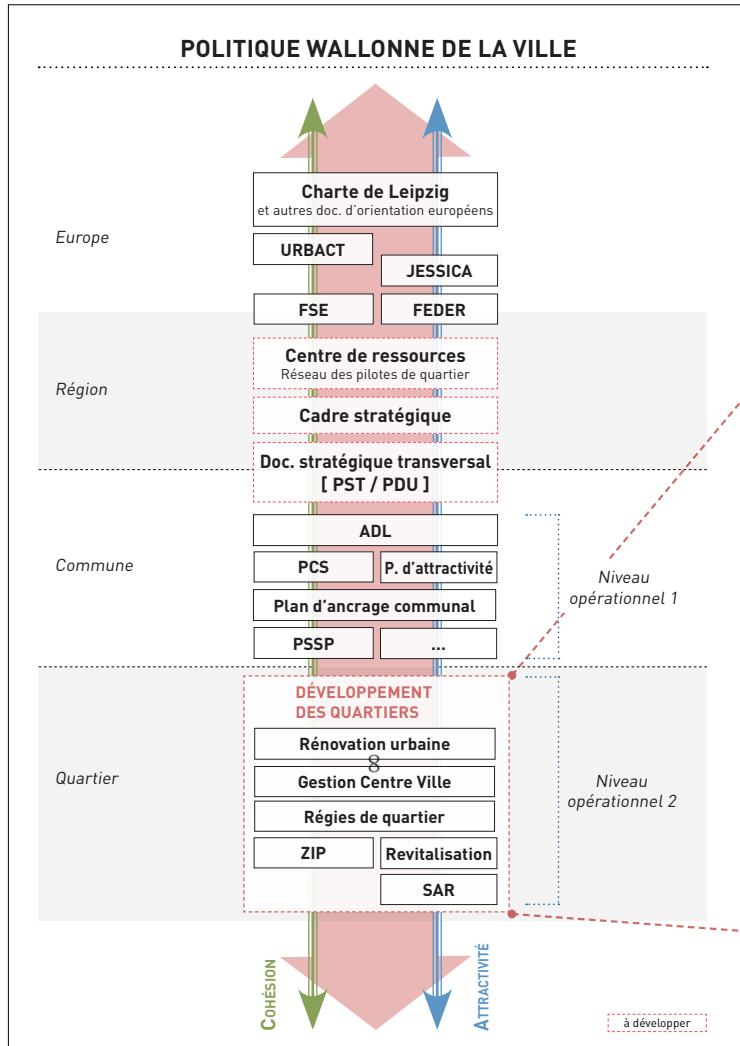 POLITIQUE WALLONNE DE LA VILLE
Europe
Charte de Leipzig
et autres doc. d'orientation européens
URBACT
JESSICA
FSE
FEDER
Région
Centre de ressources
Réseau des pilotes de quartier
Cadre stratégique
Doc. stratégique transversal
[ PST / PDU ]
Commune
ADL
PCS
P. d'attractivité
Plan d'ancrage communal
PSSP
...
Niveau
opérationnel 1
Quartier
DÉVELOPPEMENT
DES QUARTIERS
Rénovation urbaine
8
Gestion Centre Ville
Régies de quartier
ZIP
Revitalisation
SAR
Niveau
opérationnel 2
COHÉSION
ATTRACTIVITÉ
à développer